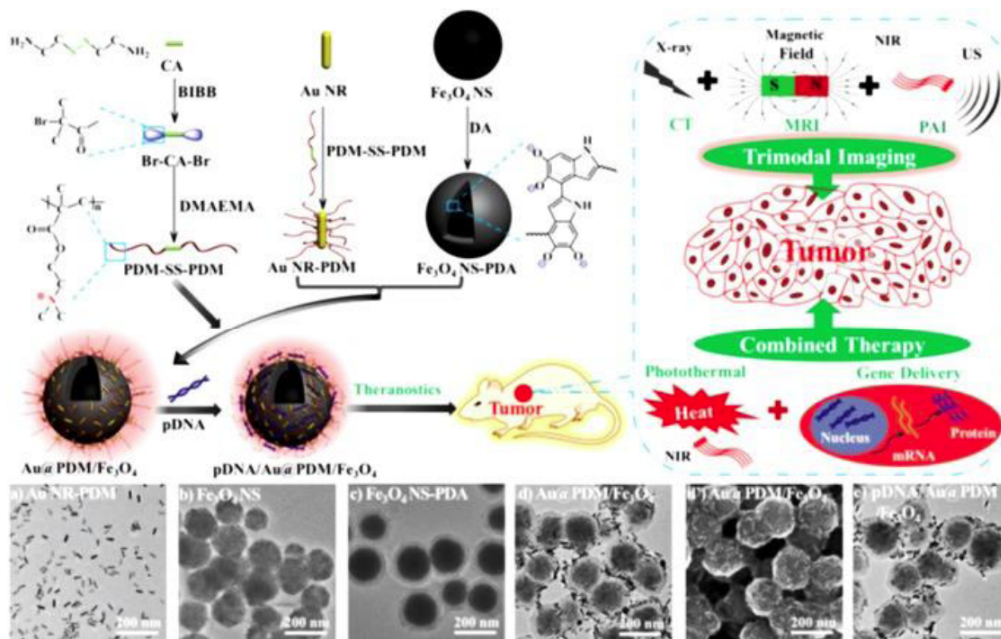 H₂N
NH₂
CA
BIBB
Br
O
Br-CA-Br
DMAEMA
PDM-SS-PDM
Au NR
PDM-SS-PDM
Au NR-PDM
Fe₃O₄ NS
DA
Fe₃O₄ NS-PDA
NH
NIR
X-ray
Magnetic
Field
US
S
N
CT
MRI
PAI
Trimodal Imaging
Tumor
Combined Therapy
Photothermal
Gene Delivery
Heat
NIR
Nucleus
mRNA
Protein
Au@PDM/Fe₃O₄
pDNA
pDNA/Au@PDM/Fe₃O₄
Theranostics
Tumor
a) Au NR-PDM
200 nm
b) Fe₃O₄ NS
200 nm
c) Fe₃O₄ NS-PDA
200 nm
d) Au@PDM/Fe₃O₄
200 nm
Au@PDM/Fe₃O₄
200 nm
e) pDNA/Au@PDM
/Fe₃O₄
200 nm